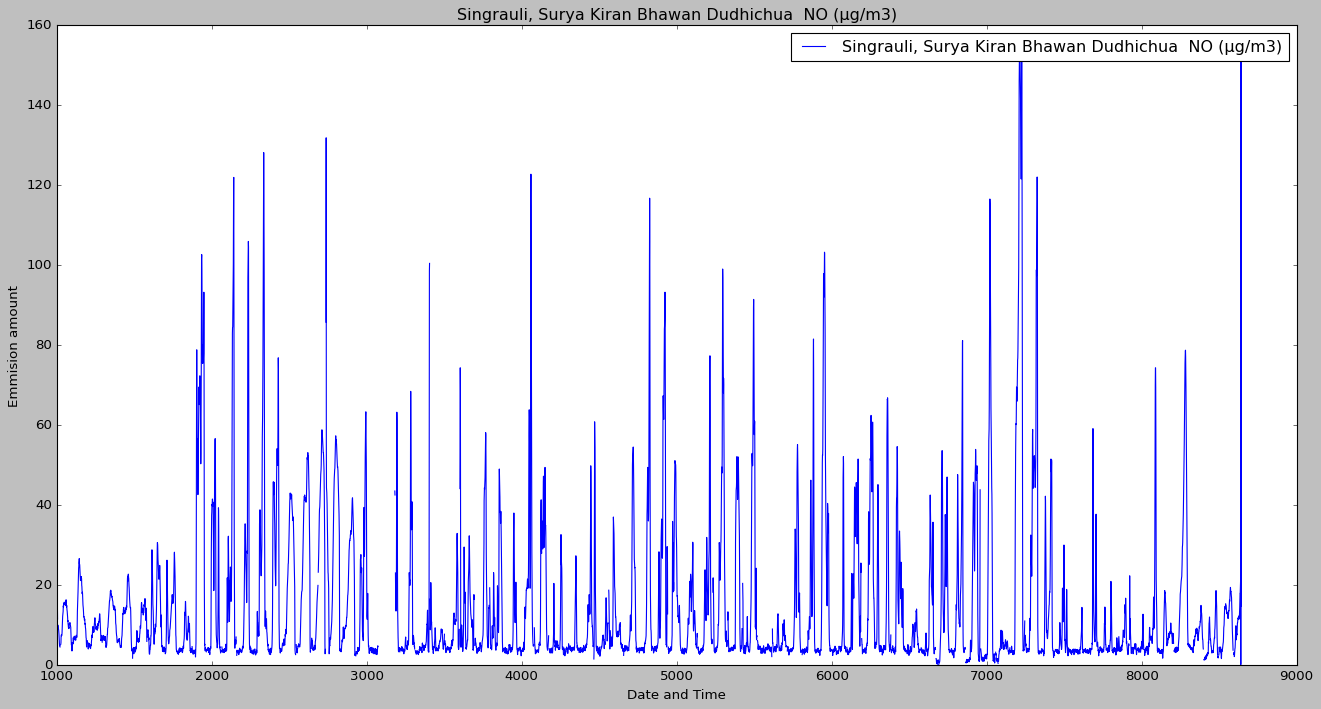 Singrauli, Surya Kiran Bhawan Dudhichua  NO (µg/m3)
Singrauli, Surya Kiran Bhawan Dudhichua  NO (µg/m3)
160
140
120
100
80
60
40
20
0
Emmision amount
1000 2000 3000 4000 5000 6000 7000 8000 9000
Date and Time